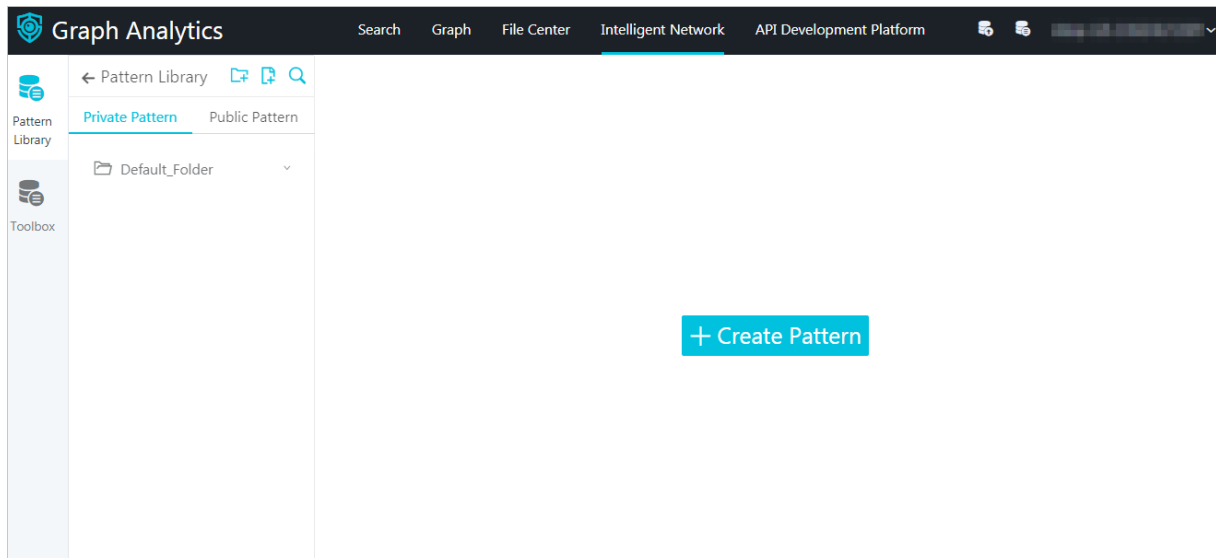 Graph Analytics Search Graph File Center Intelligent Network API Development Platform
Pattern Library
Pattern
Library
Private Pattern Public Pattern
Default_Folder
Toolbox
+ Create Pattern